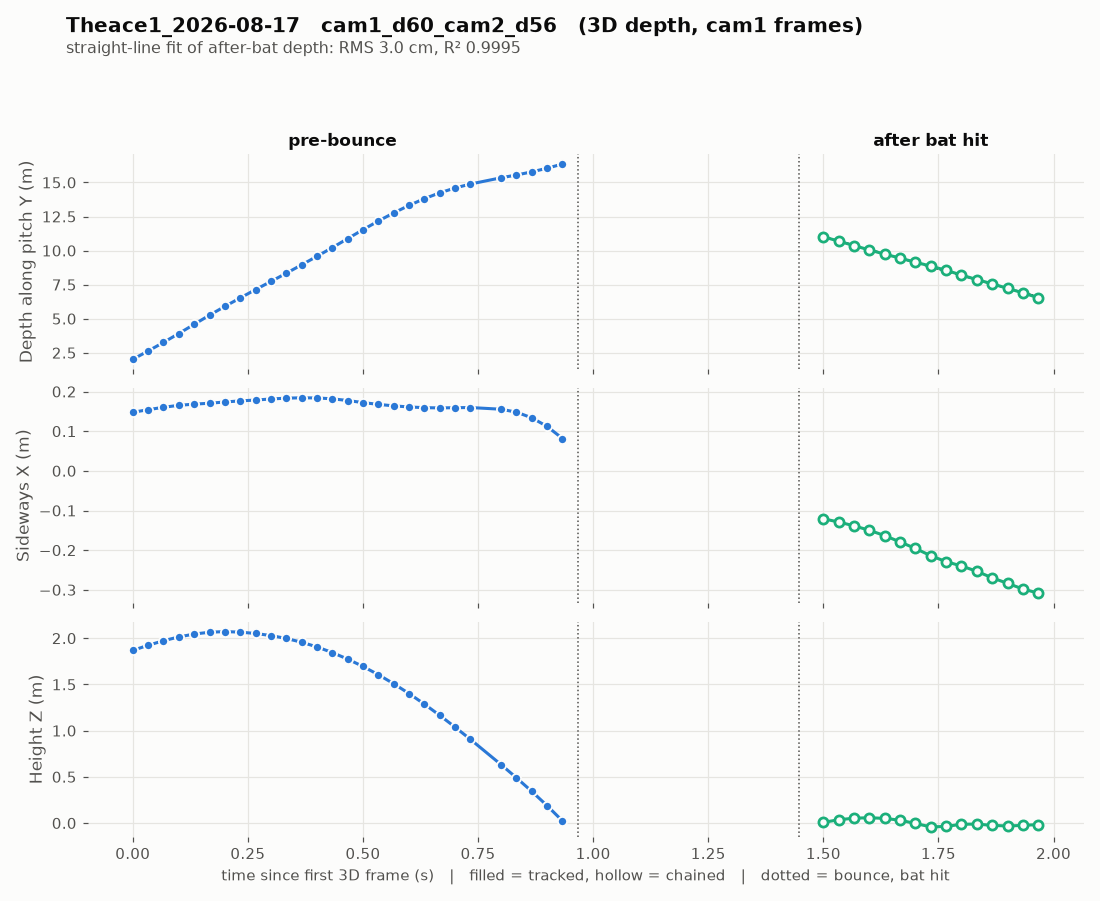 Theace1_2026-08-17   cam1_d60_cam2_d56   (3D depth, cam1 frames)
straight-line fit of after-bat depth: RMS 3.0 cm, R² 0.9995
pre-bounce
after bat hit
Depth along pitch Y (m)
15.0
12.5
10.0
7.5
5.0
2.5
Sideways X (m)
0.2
0.1
0.0
−0.1
−0.2
−0.3
Height Z (m)
2.0
1.5
1.0
0.5
0.0
0.00 0.25 0.50 0.75 1.00 1.25 1.50 1.75 2.00
time since first 3D frame (s)   |   filled = tracked, hollow = chained   |   dotted = bounce, bat hit